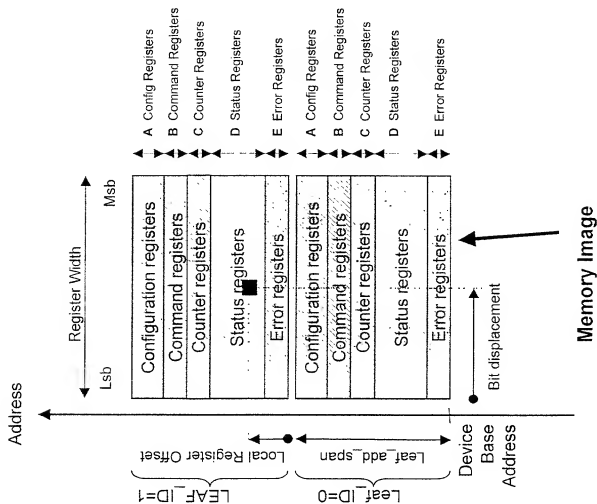 Address
Register Width
Lsb
Msb
Configuration registers
Command registers
Counter registers
Status registers
Error registers
Configuration registers
Command registers
Counter registers
Status registers
Error registers
A Config Registers
B Command Registers
C Counter Registers
D Status Registers
E Error Registers
A Config Registers
B Command Registers
C Counter Registers
D Status Registers
E Error Registers
LEAF_ID=1
Local Register Offset
Leaf_ID=0
Leaf_add_span
Device
Base
Address
Bit displacement
Memory Image